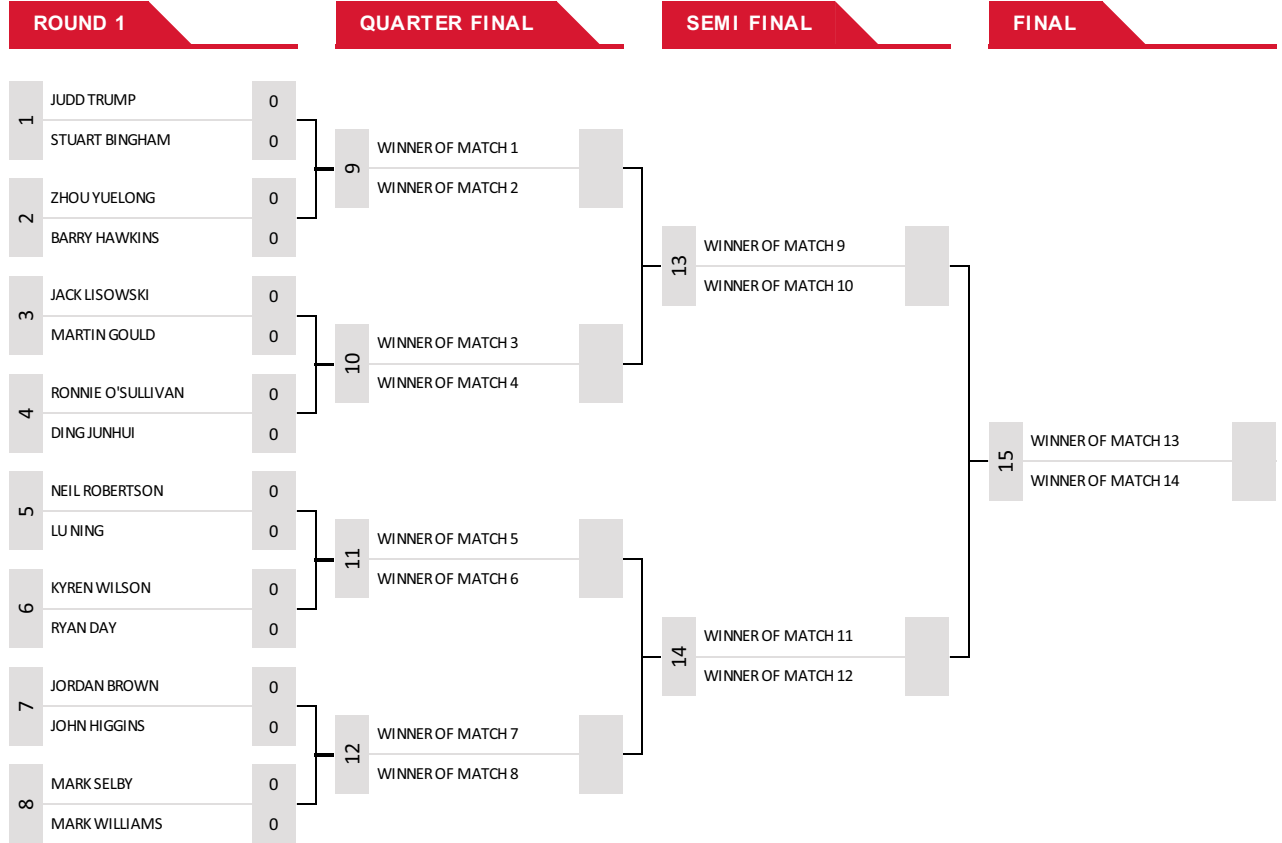 ROUND 1
QUARTER FINAL
SEMI FINAL
FINAL
1
JUDD TRUMP 0
STUART BINGHAM 0
2
ZHOU YUELONG 0
BARRY HAWKINS 0
3
JACK LISOWSKI 0
MARTIN GOULD 0
4
RONNIE O'SULLIVAN 0
DING JUNHUI 0
5
NEIL ROBERTSON 0
LU NING 0
6
KYREN WILSON 0
RYAN DAY 0
7
JORDAN BROWN 0
JOHN HIGGINS 0
8
MARK SELBY 0
MARK WILLIAMS 0
9
WINNER OF MATCH 1
WINNER OF MATCH 2
10
WINNER OF MATCH 3
WINNER OF MATCH 4
11
WINNER OF MATCH 5
WINNER OF MATCH 6
12
WINNER OF MATCH 7
WINNER OF MATCH 8
13
WINNER OF MATCH 9
WINNER OF MATCH 10
14
WINNER OF MATCH 11
WINNER OF MATCH 12
15
WINNER OF MATCH 13
WINNER OF MATCH 14